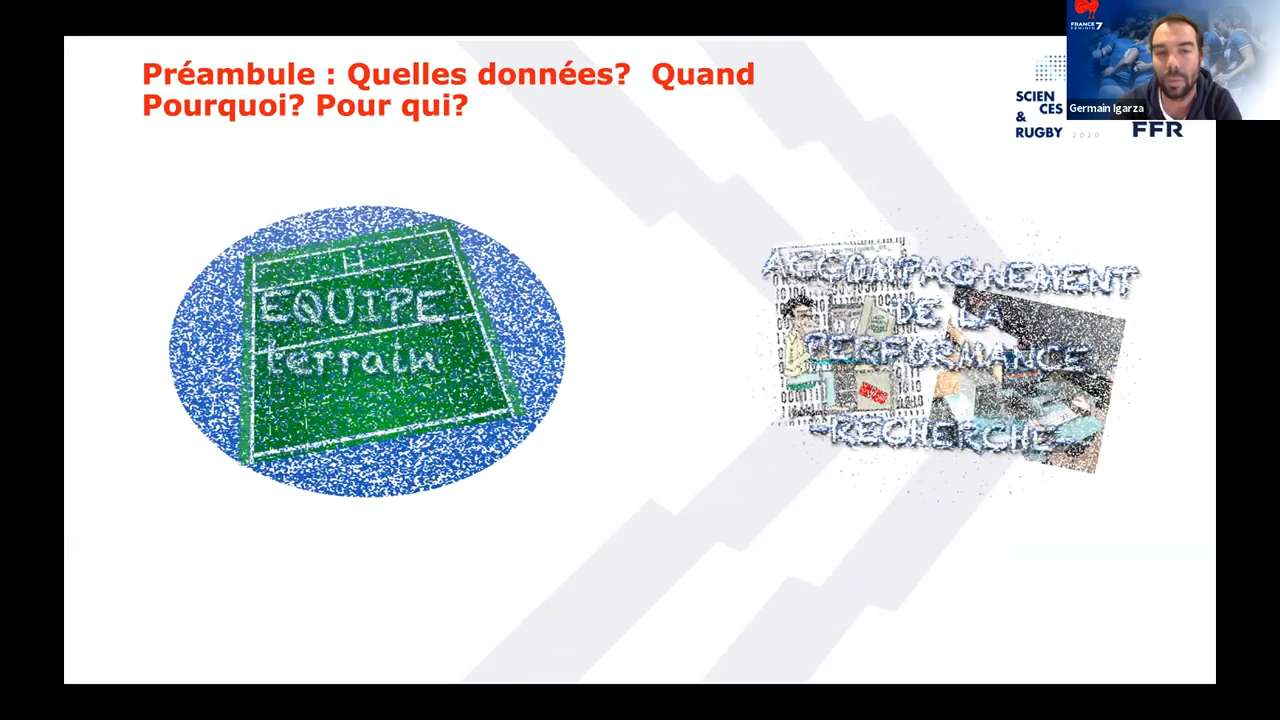 Préambule : Quelles données? Quand
Pourquoi? Pour qui?
SCIEN
CES
&
RUGBY
2020
FFR
FRANCE
FÉMININ 7
Germain Igarza
EQUIPE
terrain
ACCOMPAGNEMENT
DE LA
PERFORMANCE
-RECHERCHE-